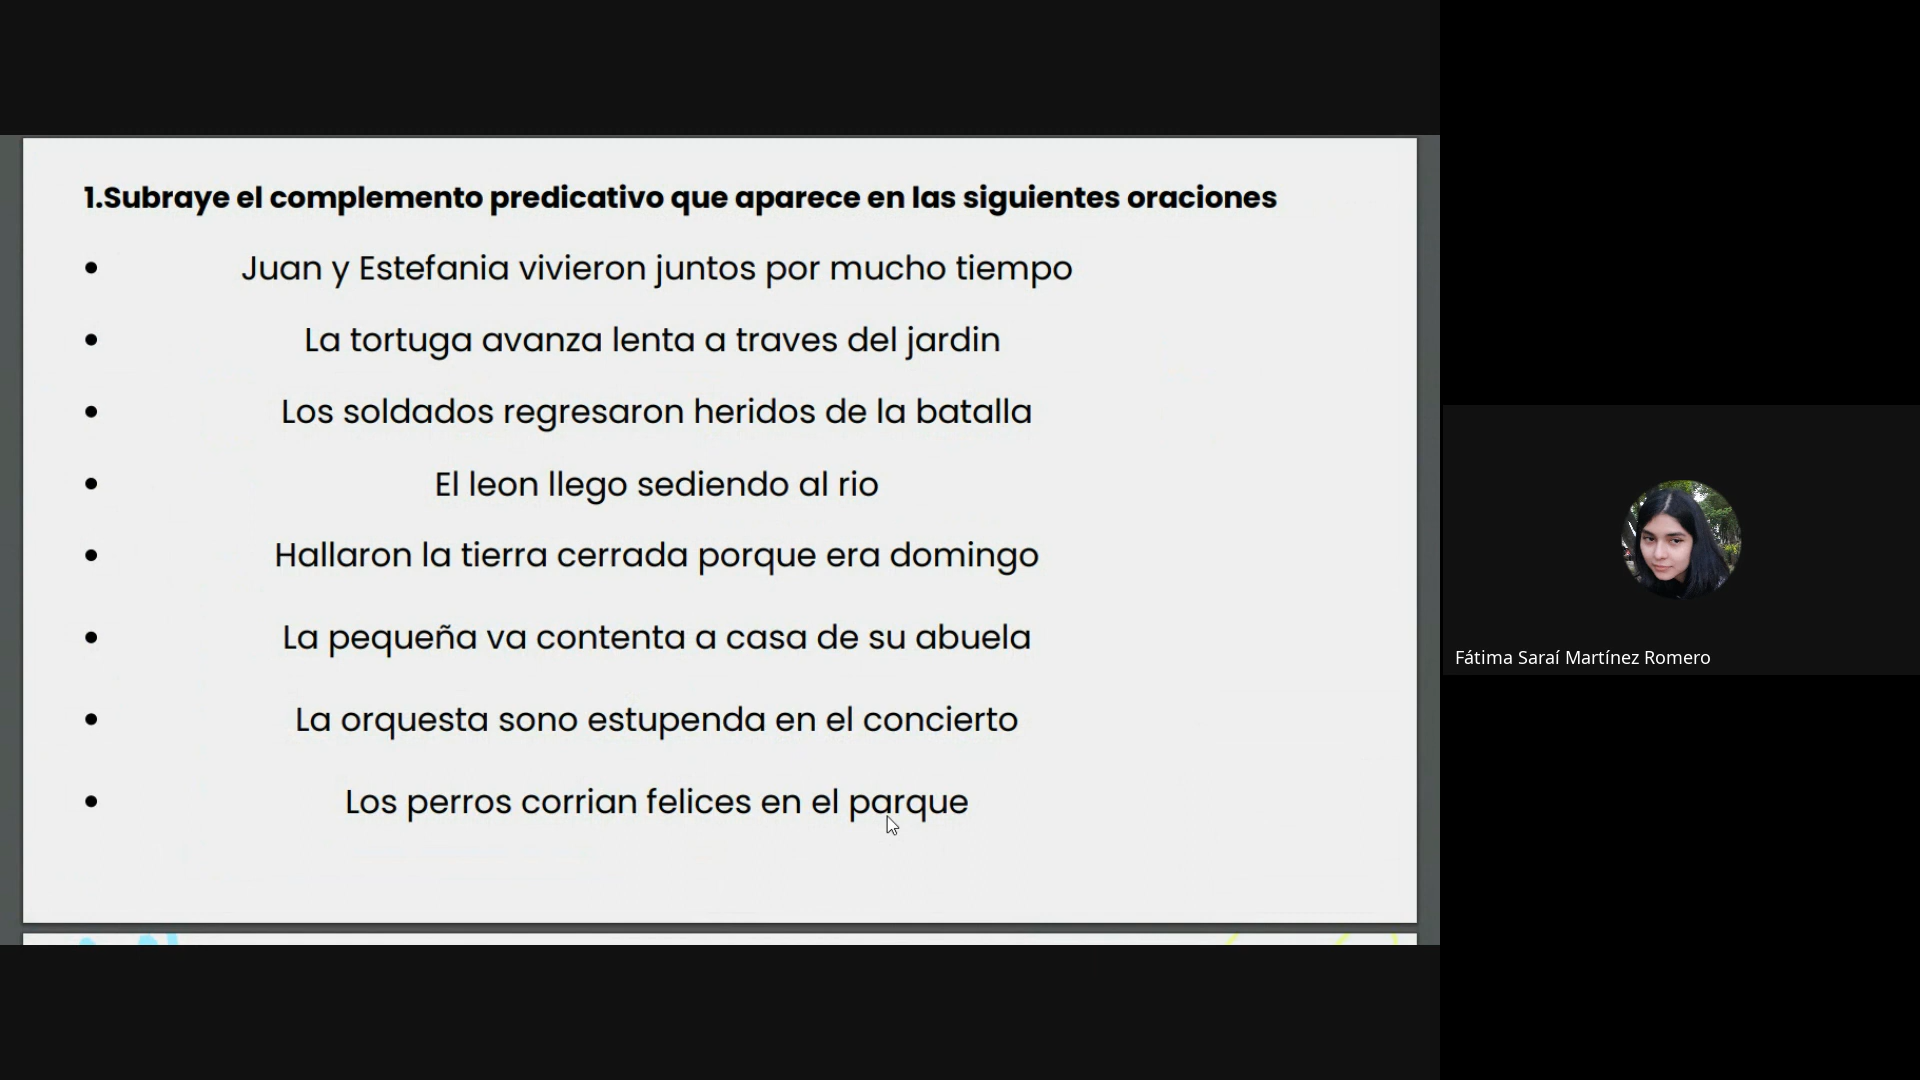 1.Subraye el complemento predicativo que aparece en las siguientes oraciones
Juan y Estefania vivieron juntos por mucho tiempo
La tortuga avanza lenta a traves del jardin
Los soldados regresaron heridos de la batalla
El leon llego sediendo al rio
Hallaron la tierra cerrada porque era domingo
La pequeña va contenta a casa de su abuela
La orquesta sono estupenda en el concierto
Los perros corrian felices en el parque
Fátima Saraí Martínez Romero